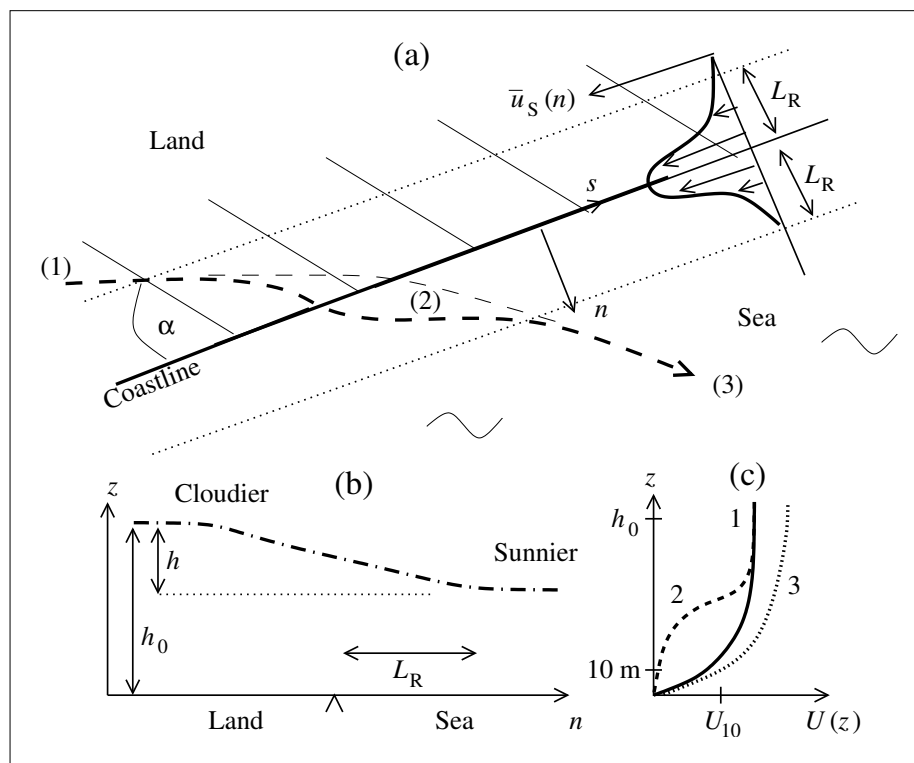 (a)
u̅_S(n)
L_R
Land
L_R
s
(1)
(2)
n
α
Sea
Coastline
(3)
(b)
(c)
z
Cloudier
z
h_0
1
Sunnier
h
2
3
h_0
10 m
L_R
Land
Sea
n
U_10
U(z)